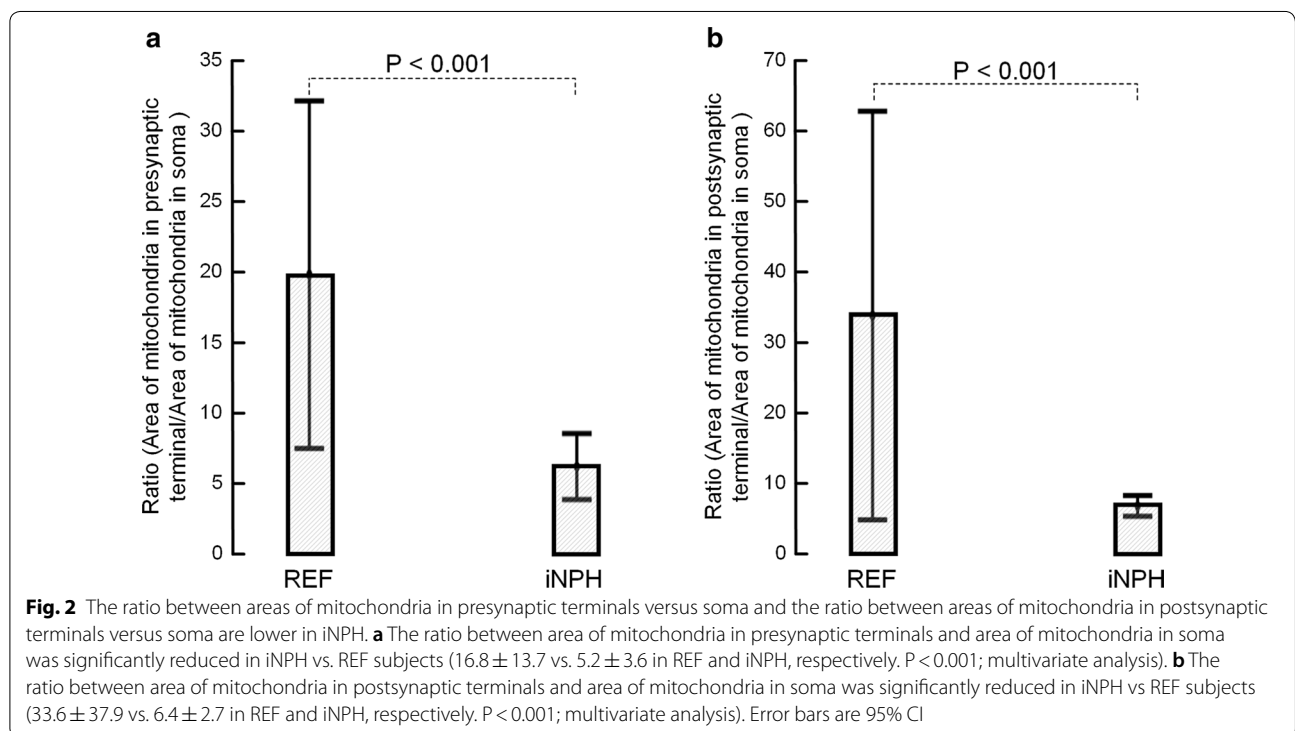 a
35
30
25
20
15
10
5
0
Ratio (Area of mitochondria in presynaptic
terminal/Area of mitochondria in soma )
P < 0.001
REF
iNPH
b
70
60
50
40
30
20
10
0
Ratio (Area of mitochondria in postsynaptic
terminal/Area of mitochondria in soma )
P < 0.001
REF
iNPH
Fig. 2 The ratio between areas of mitochondria in presynaptic terminals versus soma and the ratio between areas of mitochondria in postsynaptic
terminals versus soma are lower in iNPH. a The ratio between area of mitochondria in presynaptic terminals and area of mitochondria in soma
was significantly reduced in iNPH vs. REF subjects (16.8 ± 13.7 vs. 5.2 ± 3.6 in REF and iNPH, respectively. P < 0.001; multivariate analysis). b The
ratio between area of mitochondria in postsynaptic terminals and area of mitochondria in soma was significantly reduced in iNPH vs REF subjects
(33.6 ± 37.9 vs. 6.4 ± 2.7 in REF and iNPH, respectively. P < 0.001; multivariate analysis). Error bars are 95% CI